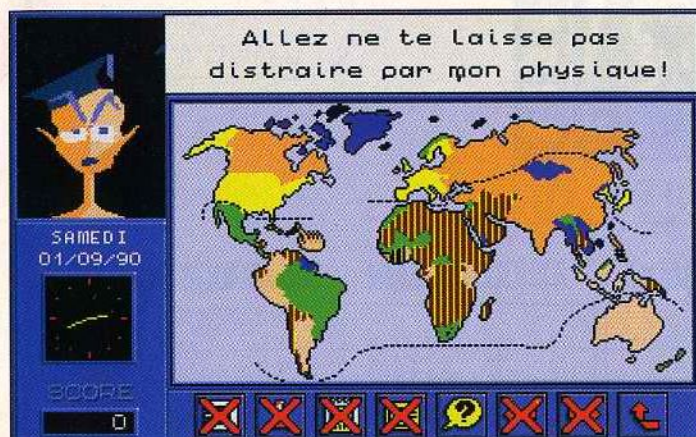 Allez ne te laisse pas
distraire par mon physique!
SAMEDI
01/09/90
SCORE
0
?